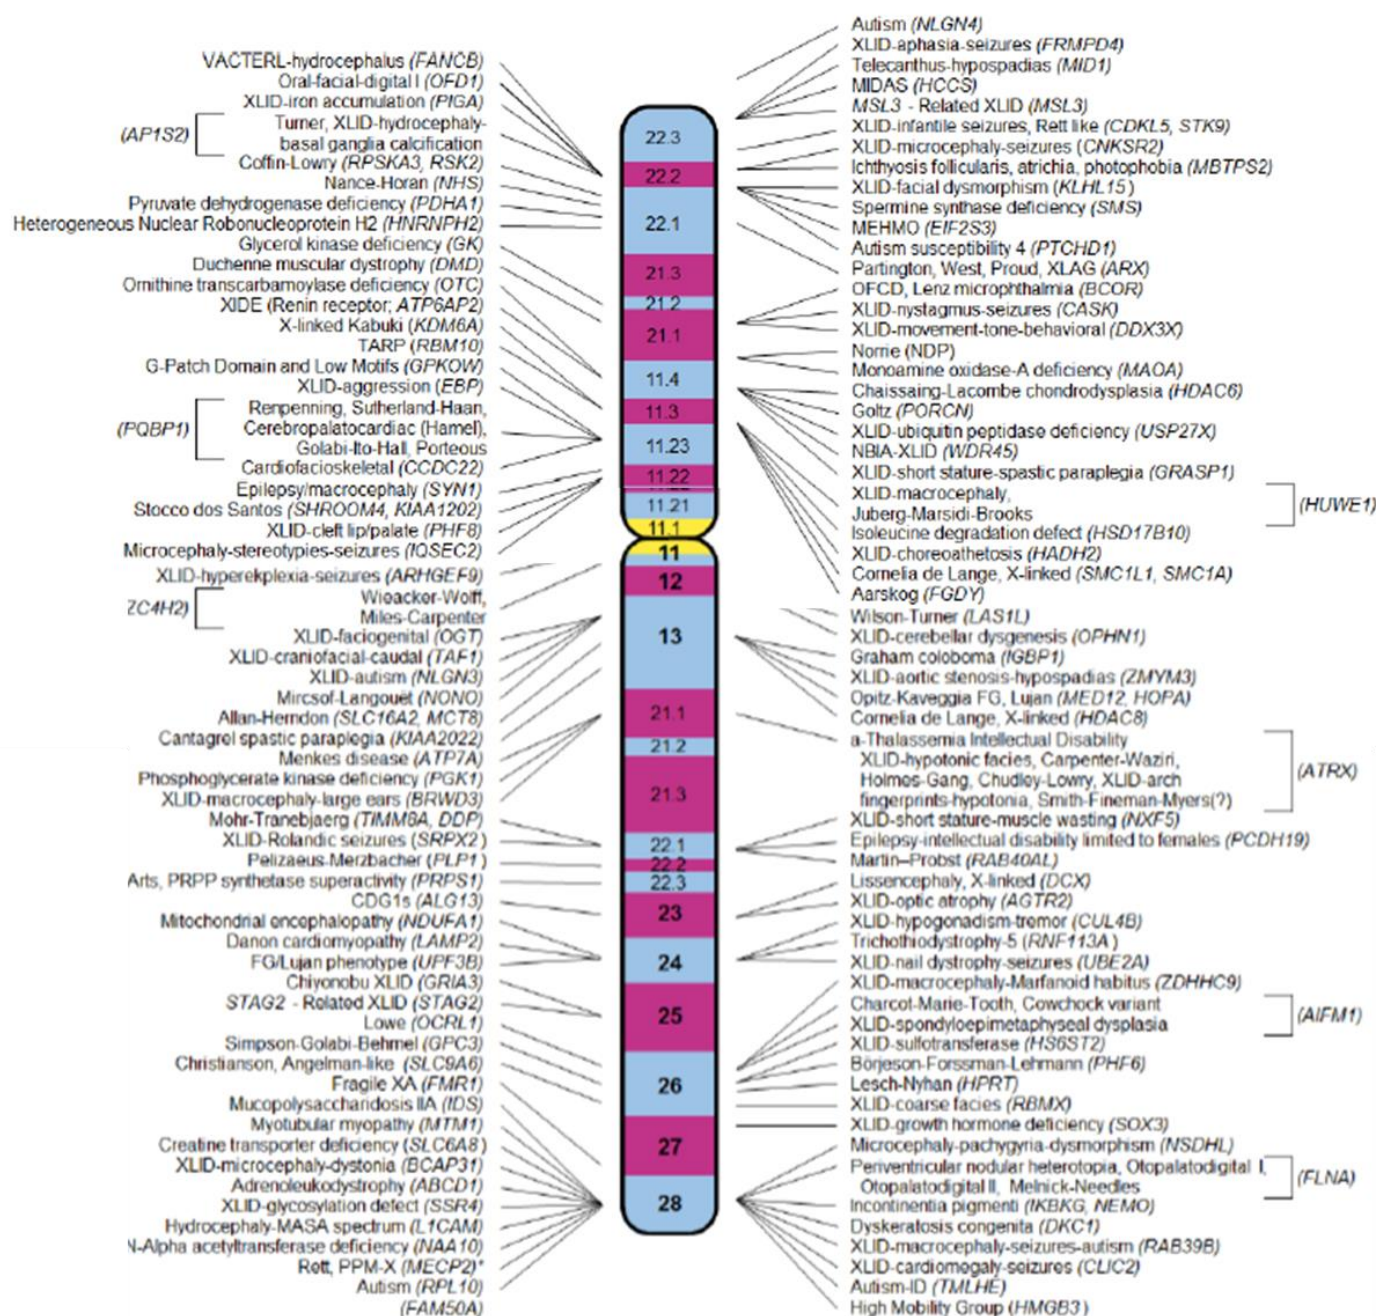 VACTERL-hydrocephalus (FANCB)
Oral-facial-digital I (OFD1)
XLID-iron accumulation (PIGA)
(AP1S2)
Turner, XLID-hydrocephaly-
basal ganglia calcification
Coffin-Lowry (RPSKA3, RSK2)
Nance-Horan (NHS)
Pyruvate dehydrogenase deficiency (PDHA1)
Heterogeneous Nuclear Robonucleoprotein H2 (HNRNPH2)
Glycerol kinase deficiency (GK)
Duchenne muscular dystrophy (DMD)
Ornithine transcarbamoylase deficiency (OTC)
XIDE (Renin receptor; ATP6AP2)
X-linked Kabuki (KDM6A)
TARP (RBM10)
G-Patch Domain and Low Motifs (GPKOW)
XLID-aggression (EBP)
(PQBP1)
Renpenning, Sutherland-Haan,
Cerebropalatocardiac (Hamel),
Golabi-Ito-Hall, Porteous
Cardiofacioskeletal (CCDC22)
Epilepsy/macrocephaly (SYN1)
Stocco dos Santos (SHROOM4, KIAA1202)
XLID-cleft lip/palate (PHF8)
Microcephaly-stereotypies-seizures (IQSEC2)
XLID-hyperekplexia-seizures (ARHGEF9)
ZC4H2)
Wieacker-Wolff,
Miles-Carpenter
XLID-faciogenital (OGT)
XLID-craniofacial-caudal (TAF1)
XLID-autism (NLGN3)
Mircsof-Langouët (NONO)
Allan-Herndon (SLC16A2, MCT8)
Cantagrel spastic paraplegia (KIAA2022)
Menkes disease (ATP7A)
Phosphoglycerate kinase deficiency (PGK1)
XLID-macrocephaly-large ears (BRWD3)
Mohr-Tranebjaerg (TIMM8A, DDP)
XLID-Rolandic seizures (SRPX2 )
Pelizaeus-Merzbacher (PLP1 )
Arts, PRPP synthetase superactivity (PRPS1)
CDG1s (ALG13)
Mitochondrial encephalopathy (NDUFA1)
Danon cardiomyopathy (LAMP2)
FG/Lujan phenotype (UPF3B)
Chiyonobu XLID (GRIA3)
STAG2 - Related XLID (STAG2)
Lowe (OCRL1)
Simpson-Golabi-Behmel (GPC3)
Christianson, Angelman-like (SLC9A6)
Fragile XA (FMR1)
Mucopolysaccharidosis IIA (IDS)
Myotubular myopathy (MTM1)
Creatine transporter deficiency (SLC6A8 )
XLID-microcephaly-dystonia (BCAP31)
Adrenoleukodystrophy (ABCD1)
XLID-glycosylation defect (SSR4)
Hydrocephaly-MASA spectrum (L1CAM)
N-Alpha acetyltransferase deficiency (NAA10)
Rett, PPM-X (MECP2)*
Autism (RPL10)
(FAM50A)
22.3
22.2
22.1
21.3
21.2
21.1
11.4
11.3
11.23
11.22
11.21
11.1
11
12
13
21.1
21.2
21.3
22.1
22.2
22.3
23
24
25
26
27
28
Autism (NLGN4)
XLID-aphasia-seizures (FRMPD4)
Telecanthus-hypospadias (MID1)
MIDAS (HCCS)
MSL3 - Related XLID (MSL3)
XLID-infantile seizures, Rett like (CDKL5, STK9)
XLID-microcephaly-seizures (CNKSR2)
Ichthyosis follicularis, atrichia, photophobia (MBTPS2)
XLID-facial dysmorphism (KLHL15 )
Spermine synthase deficiency (SMS)
MEHMO (EIF2S3)
Autism susceptibility 4 (PTCHD1)
Partington, West, Proud, XLAG (ARX)
OFCD, Lenz microphthalmia (BCOR)
XLID-nystagmus-seizures (CASK)
XLID-movement-tone-behavioral (DDX3X)
Norrie (NDP)
Monoamine oxidase-A deficiency (MAOA)
Chaissaing-Lacombe chondrodysplasia (HDAC6)
Goltz (PORCN)
XLID-ubiquitin peptidase deficiency (USP27X)
NBIA-XLID (WDR45)
XLID-short stature-spastic paraplegia (GRASP1)
XLID-macrocephaly,
Juberg-Marsidi-Brooks
(HUWE1)
Isoleucine degradation defect (HSD17B10)
XLID-choreoathetosis (HADH2)
Cornelia de Lange, X-linked (SMC1L1, SMC1A)
Aarskog (FGDY)
Wilson-Turner (LAS1L)
XLID-cerebellar dysgenesis (OPHN1)
Graham coloboma (IGBP1)
XLID-aortic stenosis-hypospadias (ZMYM3)
Opitz-Kaveggia FG, Lujan (MED12, HOPA)
Cornelia de Lange, X-linked (HDAC8)
a-Thalassemia Intellectual Disability
XLID-hypotonic facies, Carpenter-Waziri,
Holmes-Gang, Chudley-Lowry, XLID-arch
fingerprints-hypotonia, Smith-Fineman-Myers(?)
(ATRX)
XLID-short stature-muscle wasting (NXF5)
Epilepsy-intellectual disability limited to females (PCDH19)
Martin–Probst (RAB40AL)
Lissencephaly, X-linked (DCX)
XLID-optic atrophy (AGTR2)
XLID-hypogonadism-tremor (CUL4B)
Trichothiodystrophy-5 (RNF113A )
XLID-nail dystrophy-seizures (UBE2A)
XLID-macrocephaly-Marfanoid habitus (ZDHHC9)
Charcot-Marie-Tooth, Cowchock variant
XLID-spondyloepimetaphyseal dysplasia
(AIFM1)
XLID-sulfotransferase (HS6ST2)
Börjeson-Forssman-Lehmann (PHF6)
Lesch-Nyhan (HPRT)
XLID-coarse facies (RBMX)
XLID-growth hormone deficiency (SOX3)
Microcephaly-pachygyria-dysmorphism (NSDHL)
Periventricular nodular heterotopia, Otopalatodigital I,
Otopalatodigital II, Melnick-Needles
(FLNA)
Incontinentia pigmenti (IKBKG, NEMO)
Dyskeratosis congenita (DKC1)
XLID-macrocephaly-seizures-autism (RAB39B)
XLID-cardiomegaly-seizures (CLIC2)
Autism-ID (TMLHE)
High Mobility Group (HMGB3 )